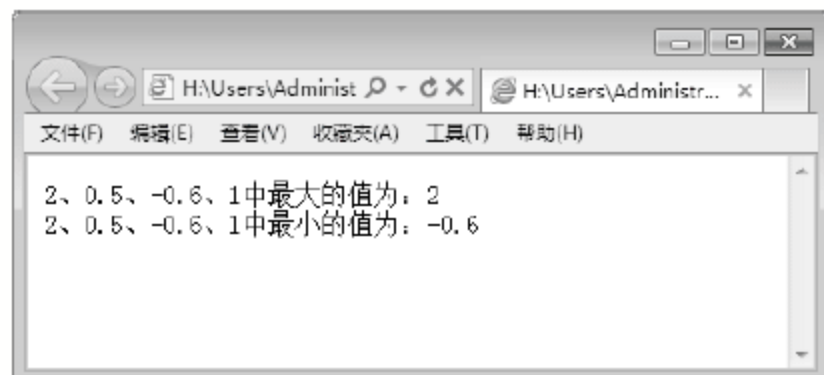 H:\Users\Administ
H:\Users\Administr...
文件(F) 编辑(E) 查看(V) 收藏夹(A) 工具(T) 帮助(H)
2、0.5、-0.6、1中最大的值为：2
2、0.5、-0.6、1中最小的值为：-0.6